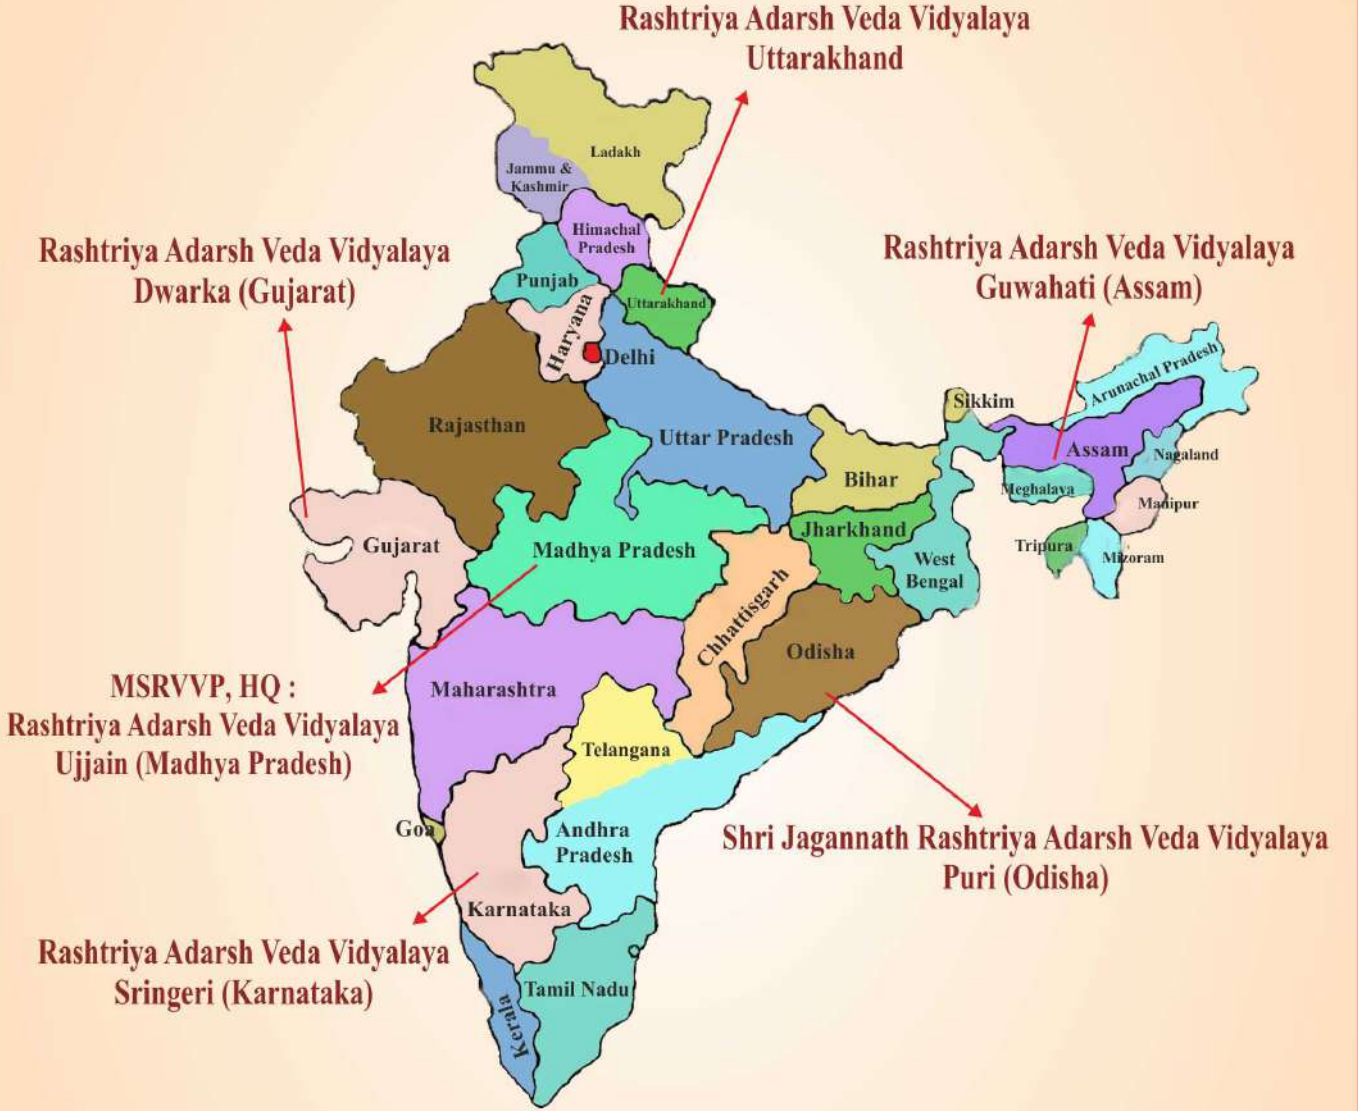 Rashtriya Adarsh Veda Vidyalaya
Uttarakhand
Ladakh
Jammu &
Kashmir
Himachal
Pradesh
Rashtriya Adarsh Veda Vidyalaya
Dwarka (Gujarat)
Rashtriya Adarsh Veda Vidyalaya
Guwahati (Assam)
Punjab
Uttarakhand
Haryana
Delhi
Arunachal Pradesh
Sikkim
Rajasthan
Uttar Pradesh
Assam
Nagaland
Bihar
Meghalaya
Manipur
Jharkhand
Gujarat
Madhya Pradesh
West
Bengal
Tripura
Mizoram
Chhattisgarh
Odisha
MSRVVP, HQ :
Rashtriya Adarsh Veda Vidyalaya
Ujjain (Madhya Pradesh)
Maharashtra
Telangana
Goa
Andhra
Pradesh
Shri Jagannath Rashtriya Adarsh Veda Vidyalaya
Puri (Odisha)
Karnataka
Rashtriya Adarsh Veda Vidyalaya
Sringeri (Karnataka)
Tamil Nadu
Kerala